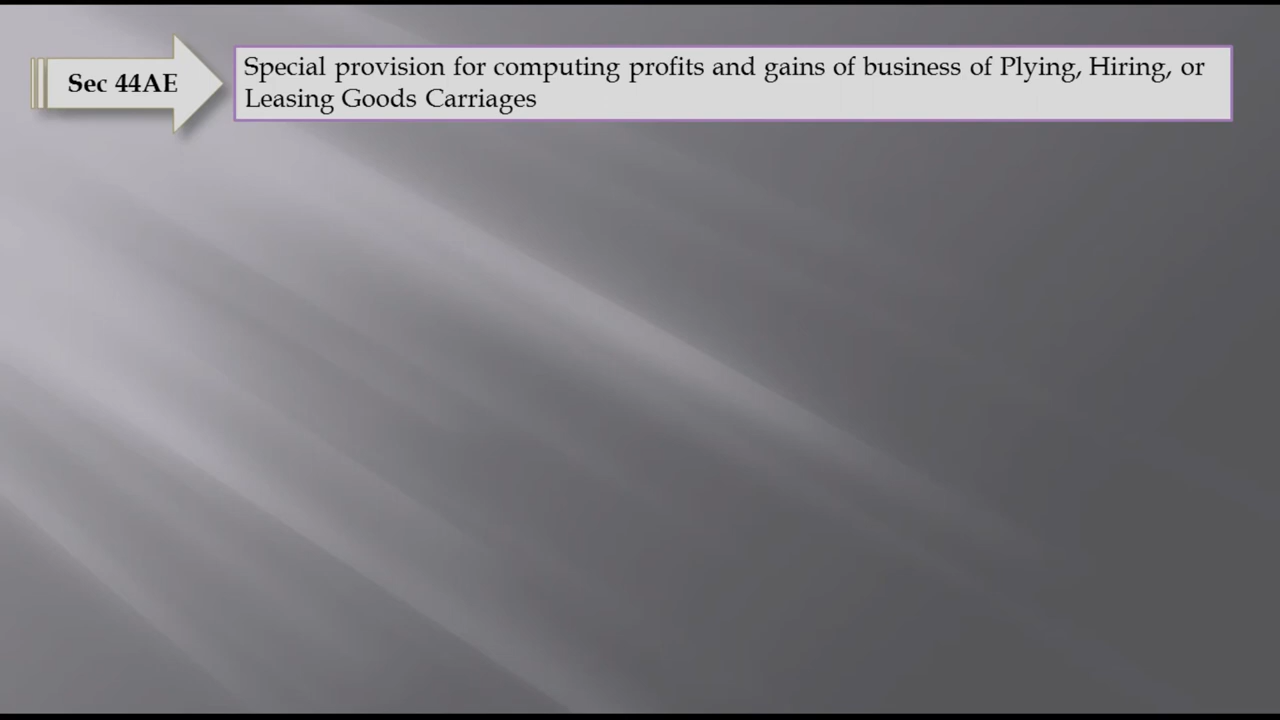 Sec 44AE
Special provision for computing profits and gains of business of Plying, Hiring, or
Leasing Goods Carriages